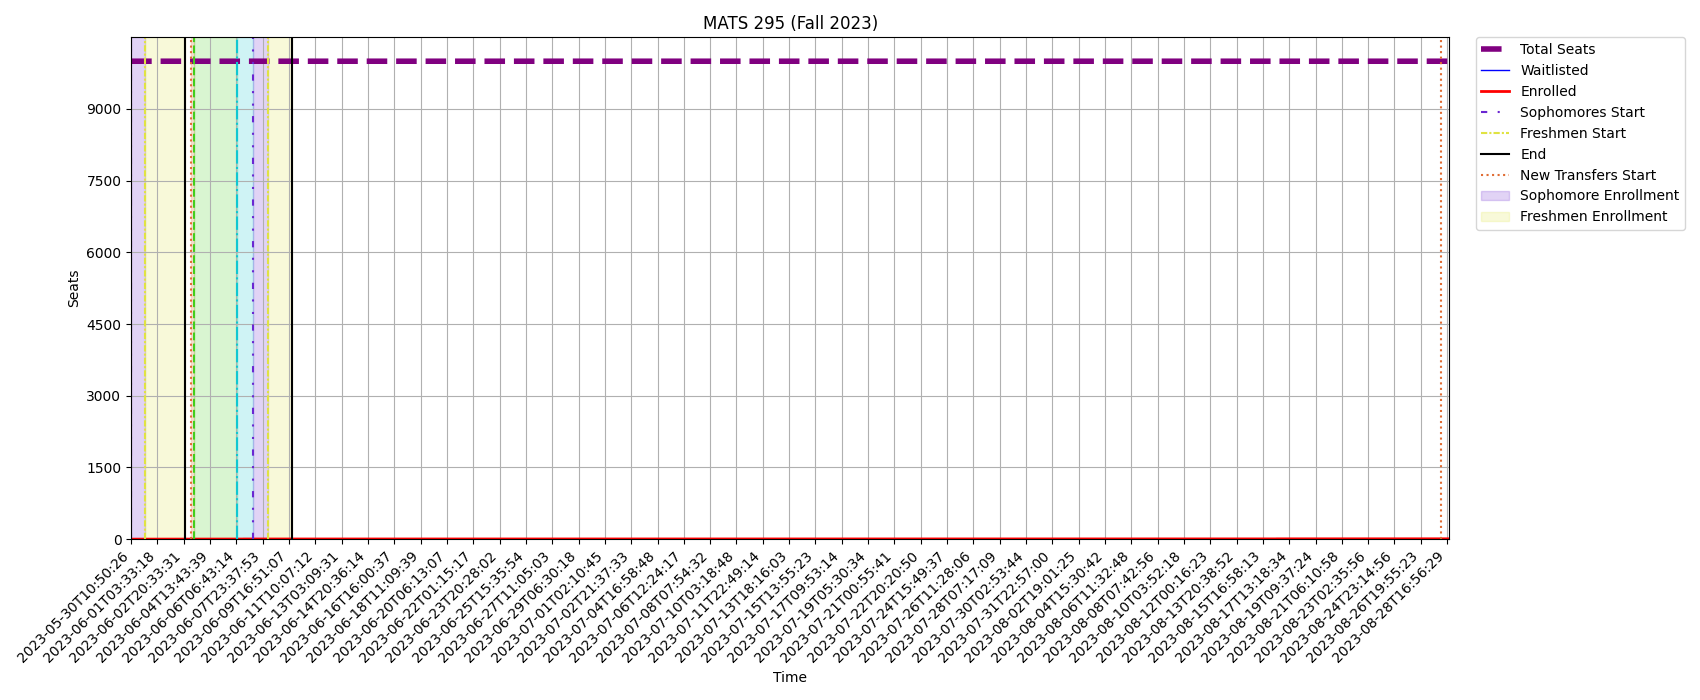 MATS 295 (Fall 2023)
Total Seats
Waitlisted
Enrolled
Sophomores Start
Freshmen Start
End
New Transfers Start
Sophomore Enrollment
Freshmen Enrollment
9000
7500
6000
4500
3000
1500
0
Seats
2023-05-30T10:50:26
2023-06-01T03:33:18
2023-06-02T20:33:31
2023-06-04T13:43:39
2023-06-06T06:43:14
2023-06-07T23:37:53
2023-06-09T16:51:07
2023-06-11T10:07:12
2023-06-13T03:09:31
2023-06-14T20:36:14
2023-06-16T16:00:37
2023-06-18T11:09:39
2023-06-20T06:13:07
2023-06-22T01:15:17
2023-06-23T20:28:02
2023-06-25T15:35:54
2023-06-27T11:05:03
2023-06-29T06:30:18
2023-07-01T02:10:45
2023-07-02T21:37:33
2023-07-04T16:58:48
2023-07-06T12:24:17
2023-07-08T07:54:32
2023-07-10T03:18:48
2023-07-11T22:49:14
2023-07-13T18:16:03
2023-07-15T13:55:23
2023-07-17T09:53:14
2023-07-19T05:30:34
2023-07-21T00:55:41
2023-07-22T20:20:50
2023-07-24T15:49:37
2023-07-26T11:28:06
2023-07-28T07:17:09
2023-07-30T02:53:44
2023-07-31T22:57:00
2023-08-02T19:01:25
2023-08-04T15:30:42
2023-08-06T11:32:48
2023-08-08T07:42:56
2023-08-10T03:52:18
2023-08-12T00:16:23
2023-08-13T20:38:52
2023-08-15T16:58:13
2023-08-17T13:18:34
2023-08-19T09:37:24
2023-08-21T06:10:58
2023-08-23T02:35:56
2023-08-24T23:14:56
2023-08-26T19:55:23
2023-08-28T16:56:29
Time